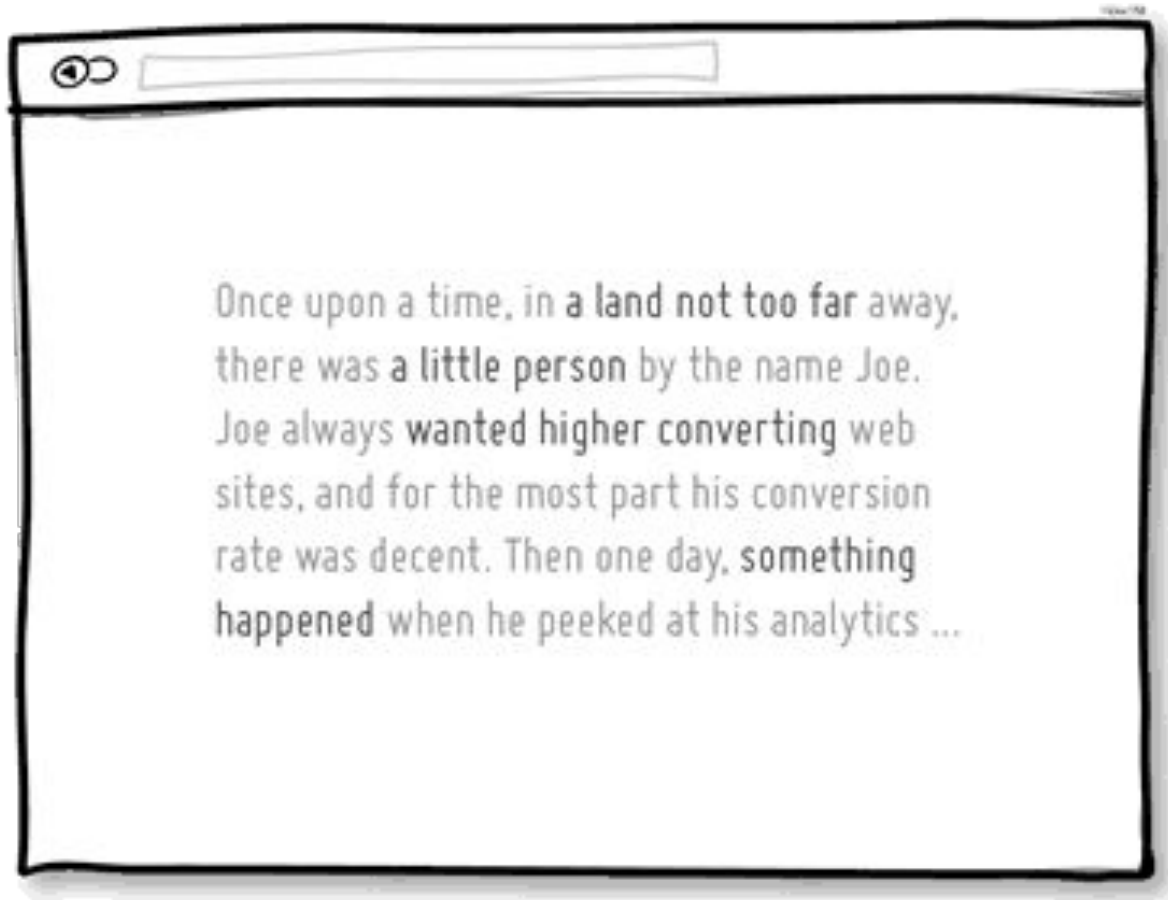 Once upon a time, in a land not too far away,
there was a little person by the name Joe.
Joe always wanted higher converting web
sites, and for the most part his conversion
rate was decent. Then one day, something
happened when he peeked at his analytics ...